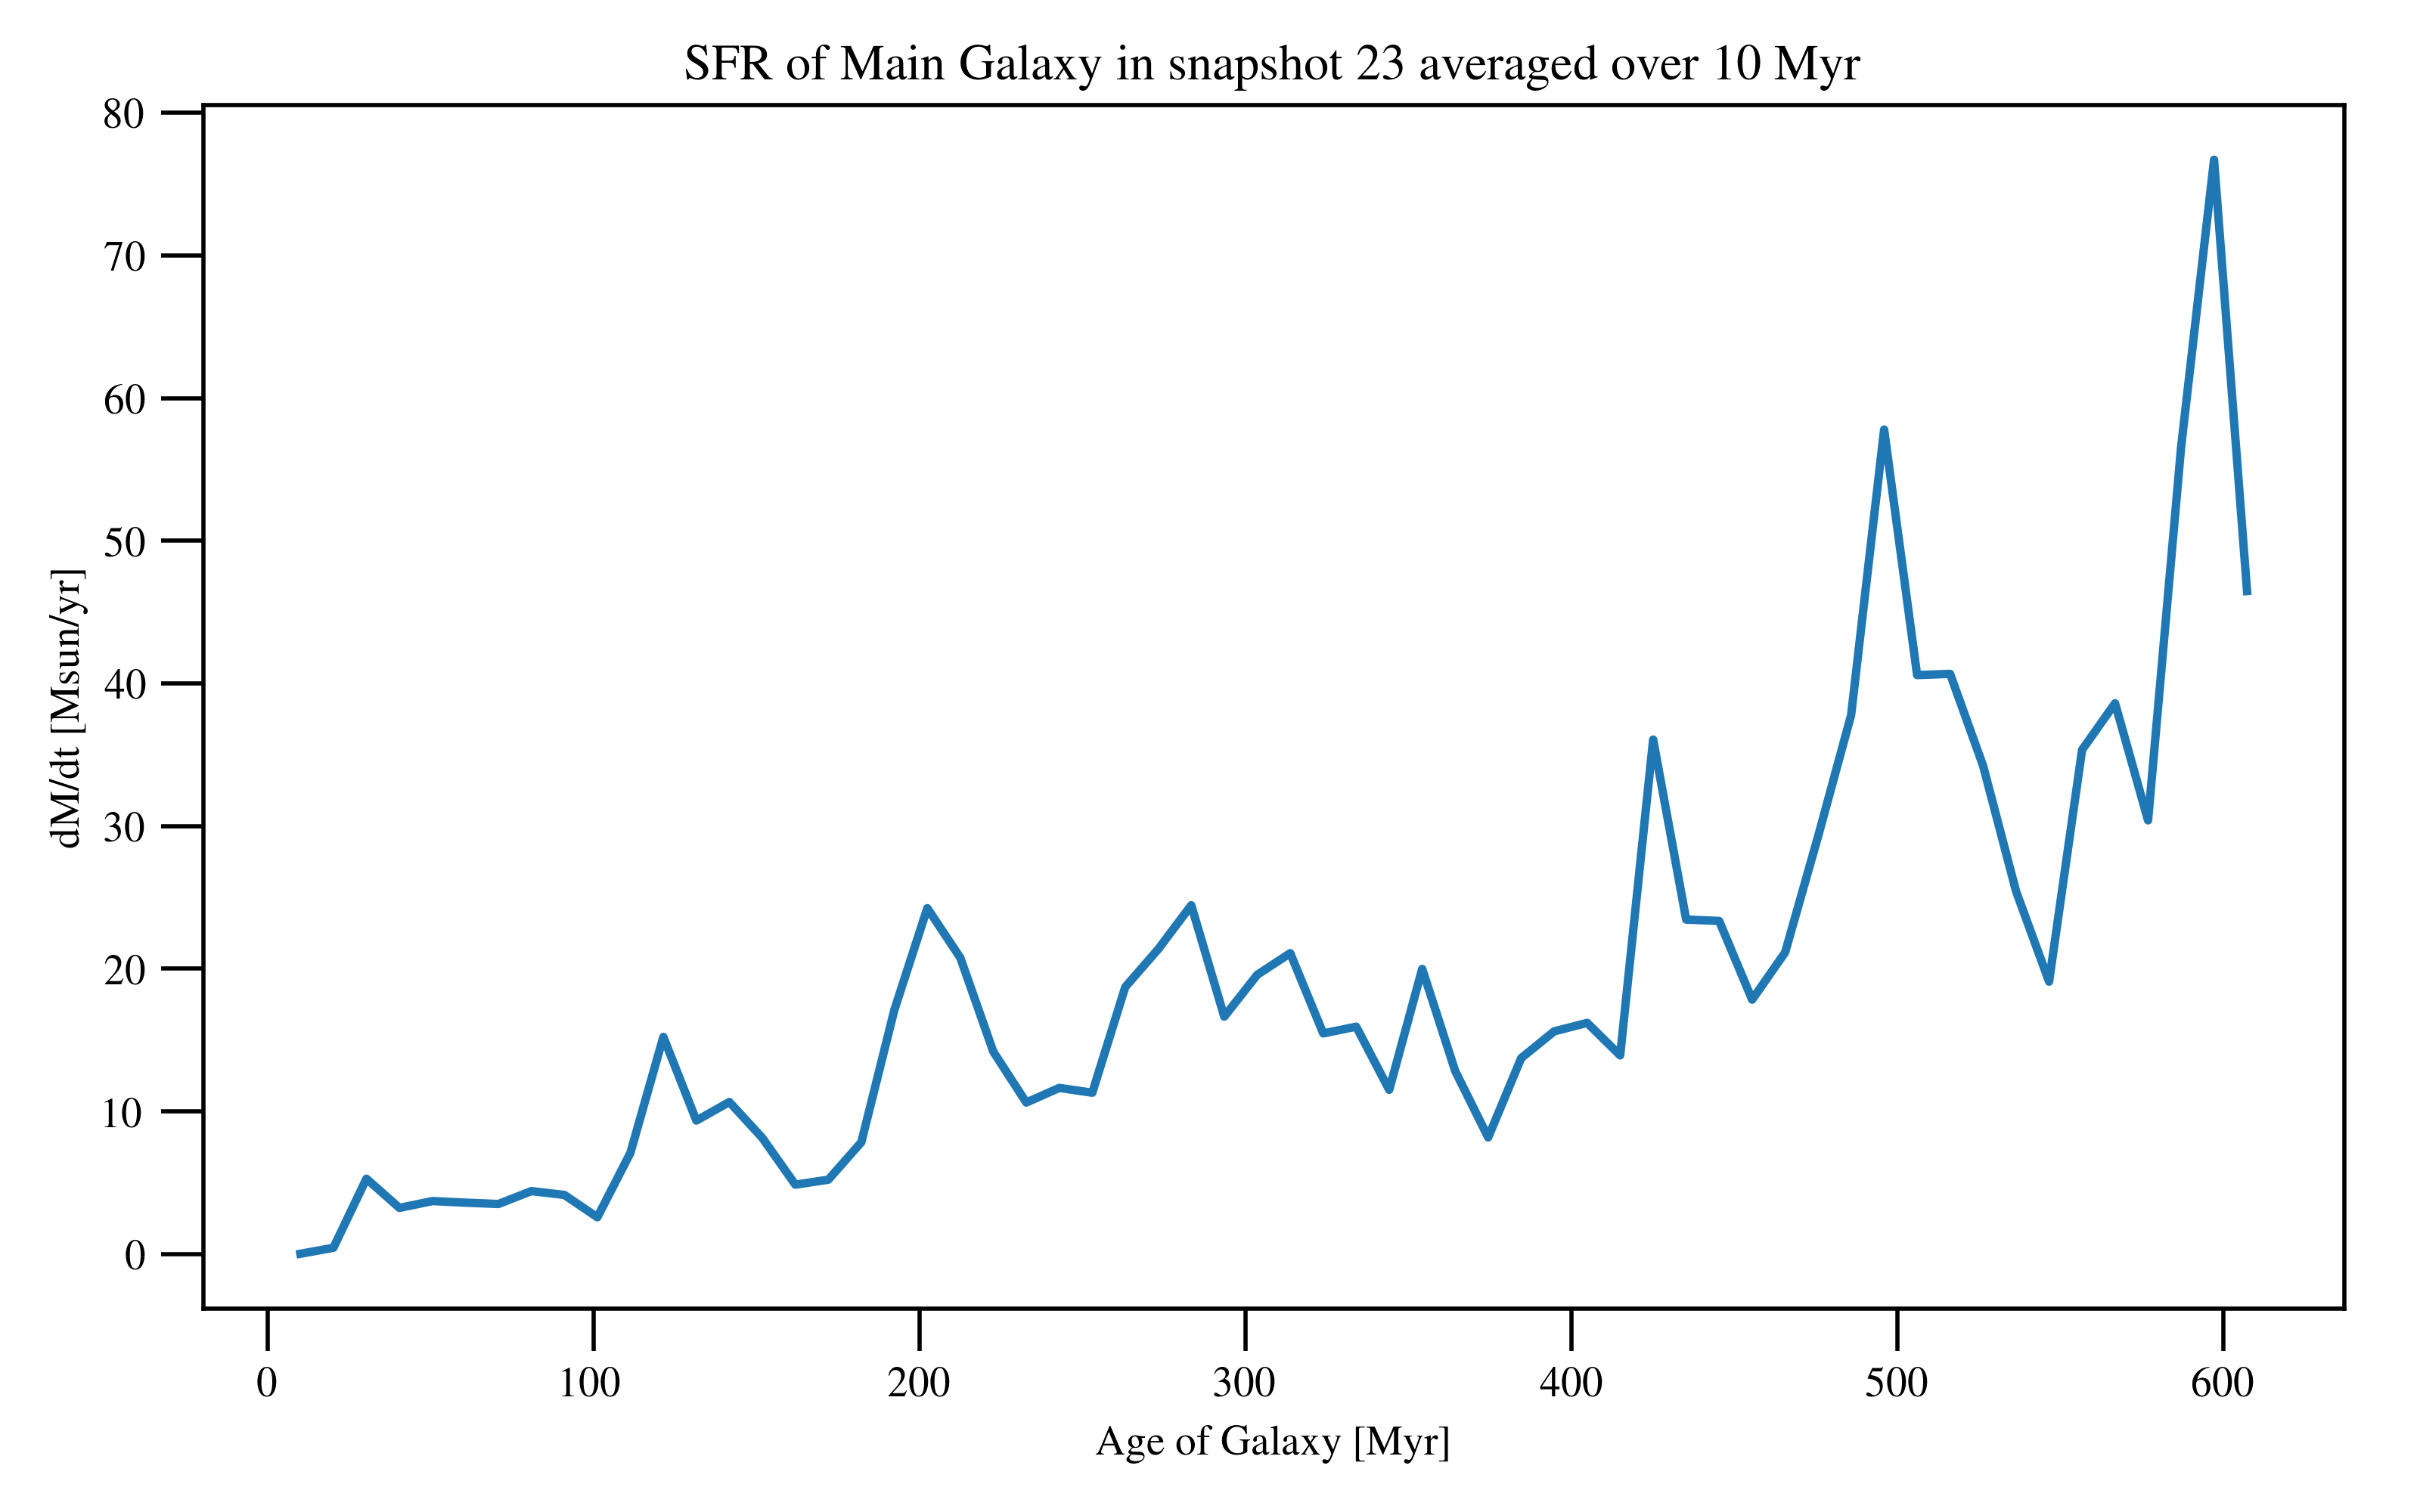 SFR of Main Galaxy in snapshot 23 averaged over 10 Myr
80
70
60
50
40
30
20
10
0
dM/dt [Msun/yr]
0 100 200 300 400 500 600
Age of Galaxy [Myr]